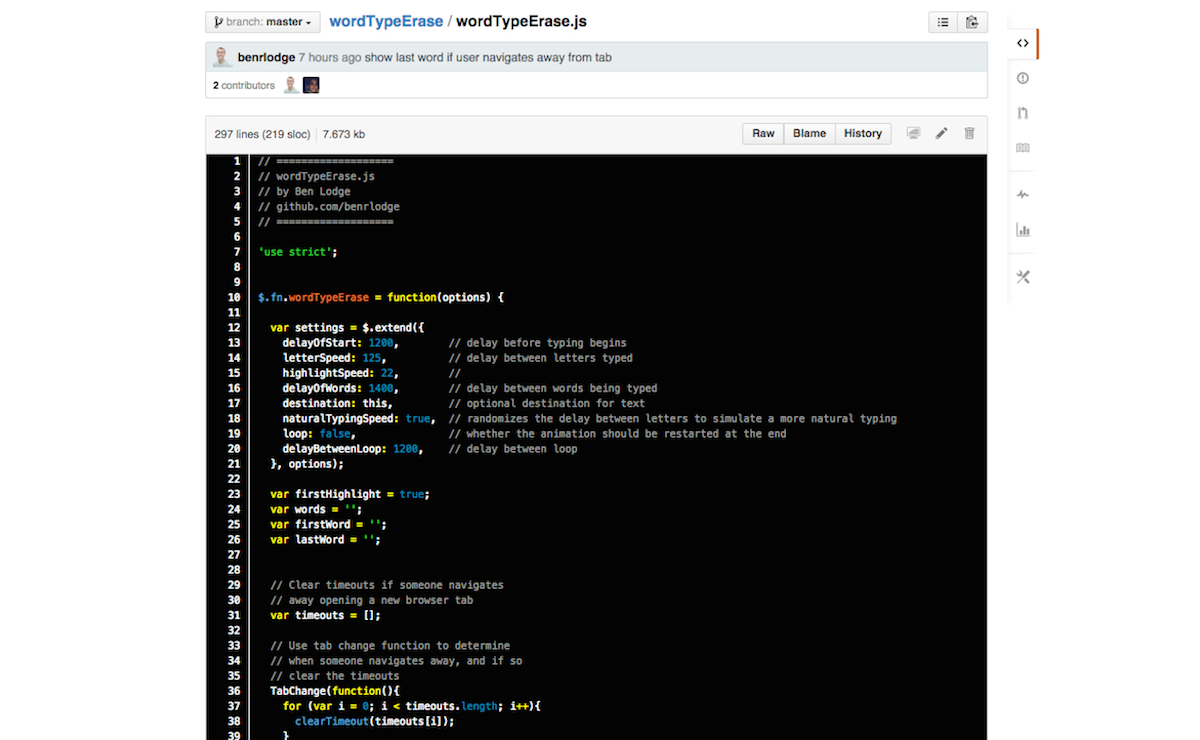 branch: master wordTypeErase / wordTypeErase.js
benrlodge 7 hours ago show last word if user navigates away from tab
2 contributors
297 lines (219 sloc) 7.673 kb Raw Blame History
1 // ===================
2 // wordTypeErase.js
3 // by Ben Lodge
4 // github.com/benrlodge
5 // ===================
6
7 'use strict';
8
9
10 $.fn.wordTypeErase = function(options) {
11
12 var settings = $.extend({
13 delayOfStart: 1200, // delay before typing begins
14 letterSpeed: 125, // delay between letters typed
15 highlightSpeed: 22, //
16 delayOfWords: 1400, // delay between words being typed
17 destination: this, // optional destination for text
18 naturalTypingSpeed: true, // randomizes the delay between letters to simulate a more natural typing
19 loop: false, // whether the animation should be restarted at the end
20 delayBetweenLoop: 1200, // delay between loop
21 }, options);
22
23 var firstHighlight = true;
24 var words = '';
25 var firstWord = '';
26 var lastWord = '';
27
28
29 // Clear timeouts if someone navigates
30 // away opening a new browser tab
31 var timeouts = [];
32
33 // Use tab change function to determine
34 // when someone navigates away, and if so
35 // clear the timeouts
36 TabChange(function(){
37 for (var i = 0; i < timeouts.length; i++){
38 clearTimeout(timeouts[i]);
39 }